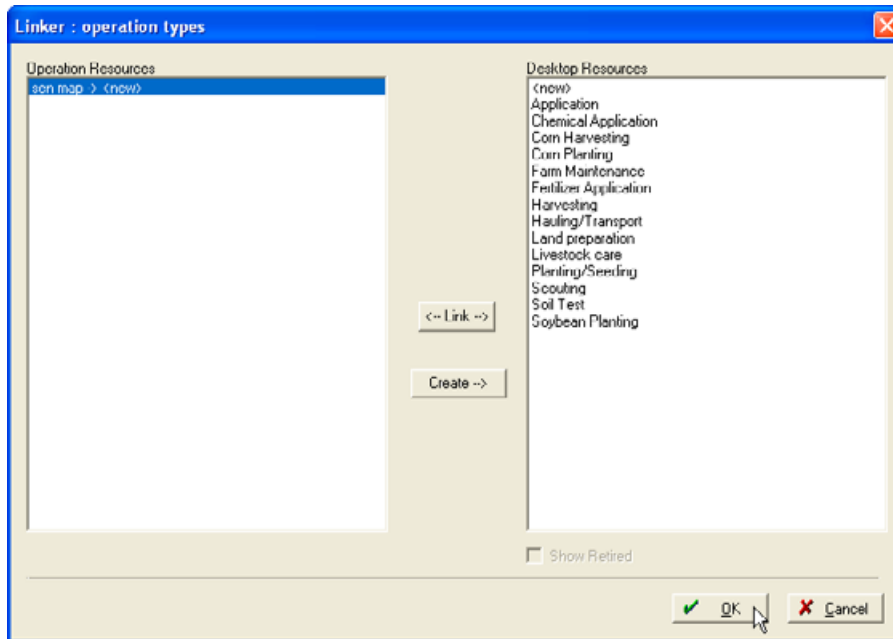 Linker : operation types
Operation Resources
son map > <new>
<-- Link -->
Create -->
Desktop Resources
<new>
Application
Chemical Application
Corn Harvesting
Corn Planting
Farm Maintenance
Fertilizer Application
Harvesting
Hauling/Transport
Land preparation
Livestock care
Planting/Seeding
Scouting
Soil Test
Soybean Planting
Show Retired
OK
Cancel